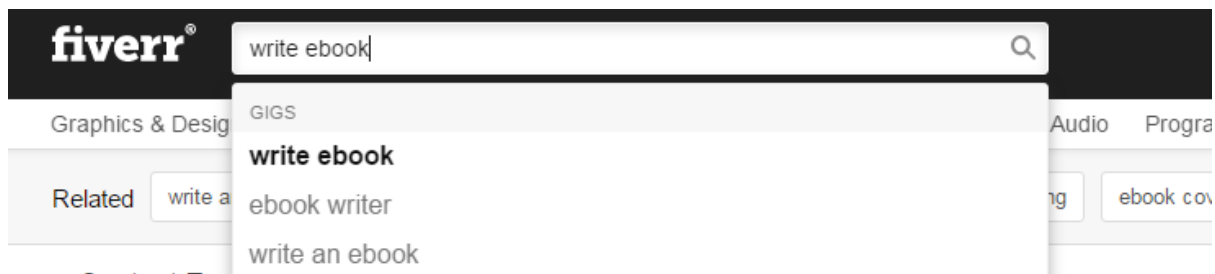 fiverr®
write ebook
GIGS
Graphics & Desig Audio Progra
write ebook
Related write a ng ebook cov
ebook writer
write an ebook